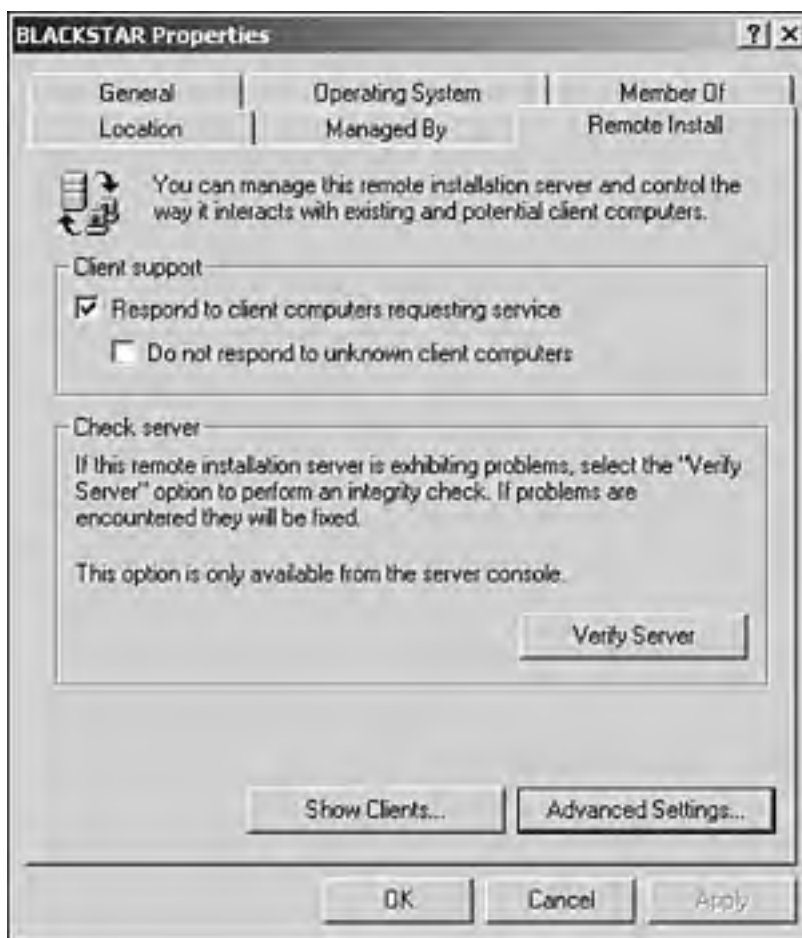 BLACKSTAR Properties
General Operating System Member Of
Location Managed By Remote Install
You can manage this remote installation server and control the
way it interacts with existing and potential client computers.
Client support
Respond to client computers requesting service
Do not respond to unknown client computers
Check server
If this remote installation server is exhibiting problems, select the "Verify
Server" option to perform an integrity check. If problems are
encountered they will be fixed.
This option is only available from the server console.
Verify Server
Show Clients... Advanced Settings...
OK Cancel Apply